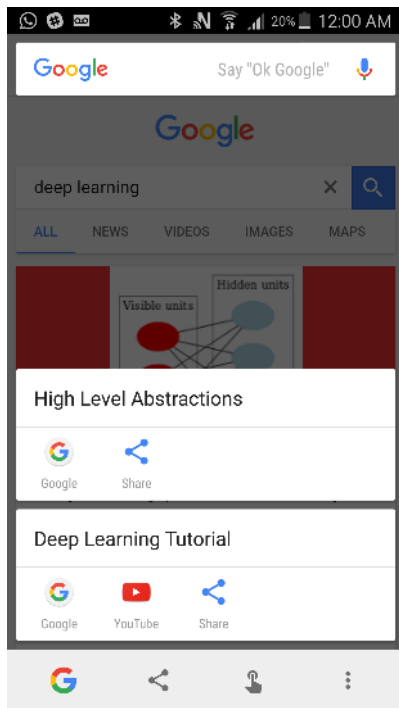 20% 12:00 AM
Google Say "Ok Google"
Google
deep learning
ALL NEWS VIDEOS IMAGES MAPS
Hidden units
Visible units
High Level Abstractions
Google Share
Deep Learning Tutorial
Google YouTube Share